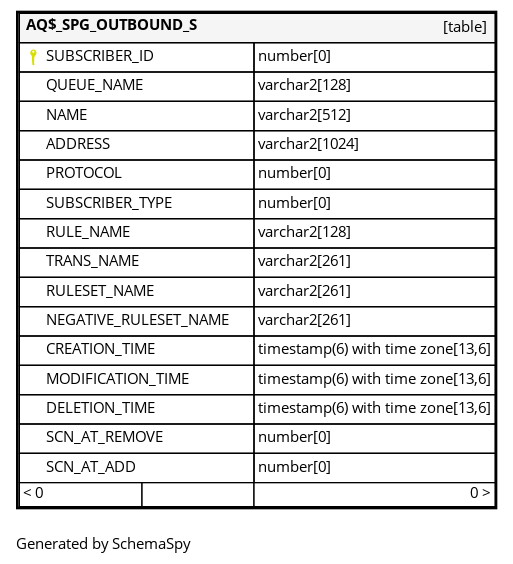 AQ$_SPG_OUTBOUND_S [table]
SUBSCRIBER_ID number[0]
QUEUE_NAME varchar2[128]
NAME varchar2[512]
ADDRESS varchar2[1024]
PROTOCOL number[0]
SUBSCRIBER_TYPE number[0]
RULE_NAME varchar2[128]
TRANS_NAME varchar2[261]
RULESET_NAME varchar2[261]
NEGATIVE_RULESET_NAME varchar2[261]
CREATION_TIME timestamp(6) with time zone[13,6]
MODIFICATION_TIME timestamp(6) with time zone[13,6]
DELETION_TIME timestamp(6) with time zone[13,6]
SCN_AT_REMOVE number[0]
SCN_AT_ADD number[0]
< 0 0 >
Generated by SchemaSpy